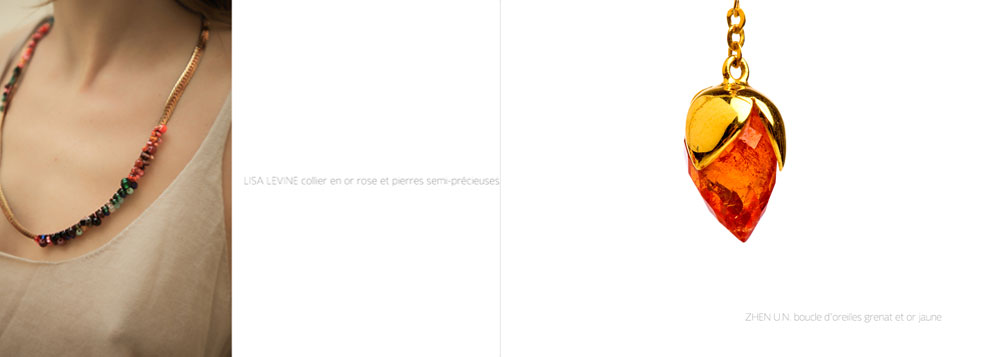 LISA LEVINE collier en or rose et pierres semi-précieuses
ZHEN U.N. boucle d'oreilles grenat et or jaune